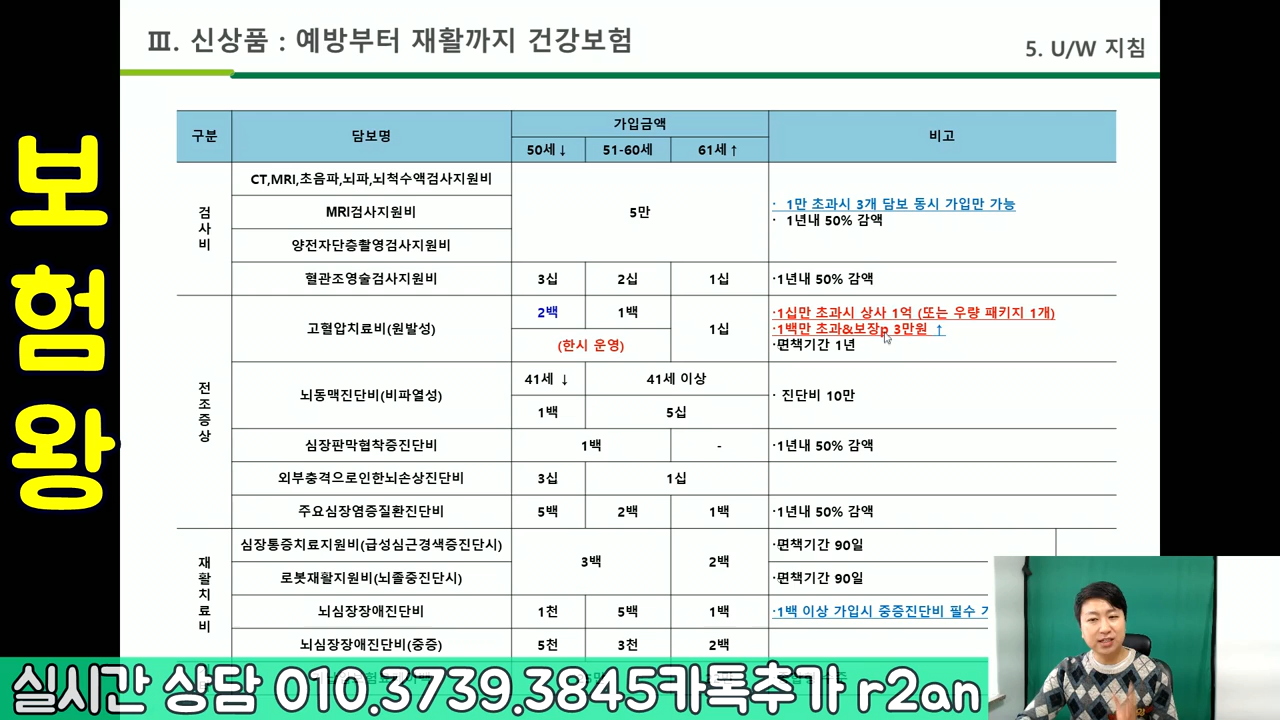 Ⅲ. 신상품 : 예방부터 재활까지 건강보험
5. U/W 지침
보험왕
구분 담보명 가입금액 비고
50세↓ 51-60세 61세↑
검사비
CT,MRI,초음파,뇌파,뇌척수액검사지원비
MRI검사지원비
양전자단층촬영검사지원비
5만
· 1만 초과시 3개 담보 동시 가입만 가능
· 1년내 50% 감액
혈관조영술검사지원비 3십 2십 1십 ·1년내 50% 감액
전조증상
고혈압치료비(원발성) 2백 1백 1십
(한시 운영)
·1십만 초과시 상사 1억 (또는 우량 패키지 1개)
·1백만 초과&보장p 3만원 ↑
·면책기간 1년
뇌동맥진단비(비파열성) 41세 ↓ 41세 이상
1백 5십
· 진단비 10만
심장판막협착증진단비 1백 - ·1년내 50% 감액
외부충격으로인한뇌손상진단비 3십 1십
주요심장염증질환진단비 5백 2백 1백 ·1년내 50% 감액
재활치료비
심장통증치료지원비(급성심근경색증진단시) 3백 2백 ·면책기간 90일
로봇재활지원비(뇌졸중진단시) ·면책기간 90일
뇌심장장애진단비 1천 5백 1백 ·1백 이상 가입시 중증진단비 필수
뇌심장장애진단비(중증) 5천 3천 2백
실시간 상담 010.3739.3845카톡추가 r2an